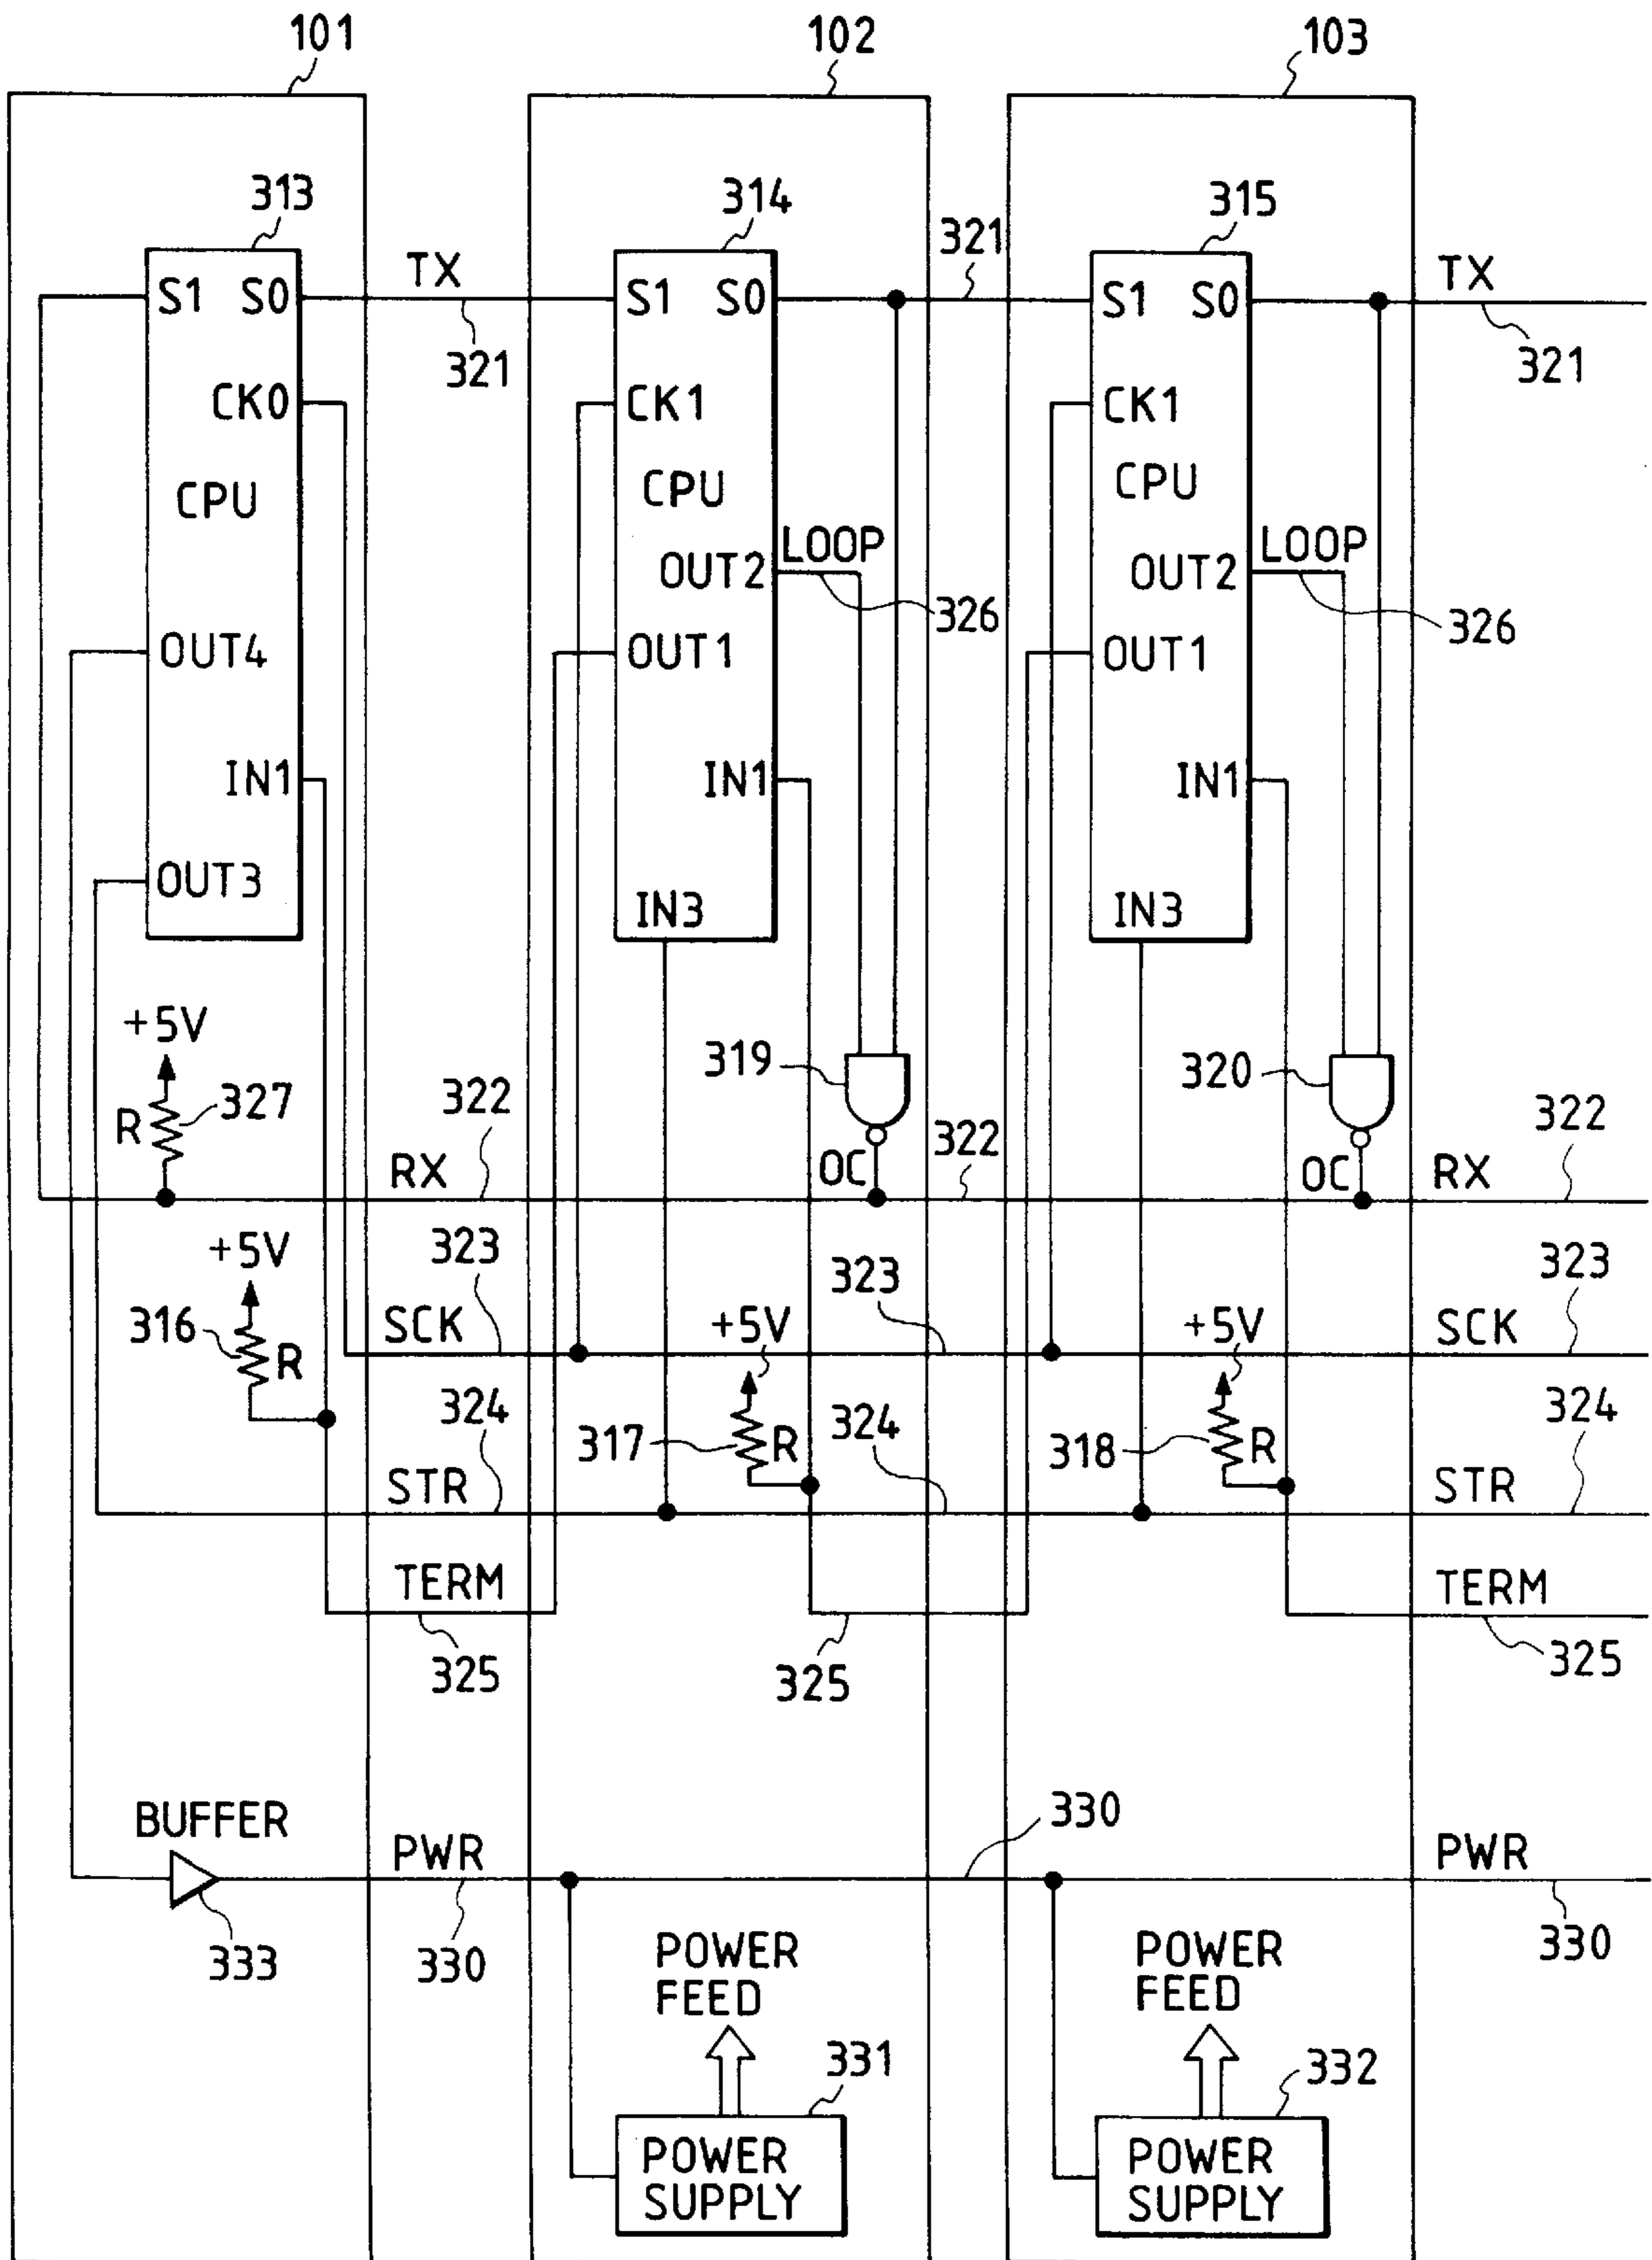 101
102
103
313
314
315
321
S1 S0
TX
S1 S0
S1 S0
TX
321
321
CK0
CK1
CK1
CPU
CPU
CPU
LOOP
LOOP
OUT2
OUT2
326
326
OUT4
OUT1
OUT1
IN1
IN1
IN1
OUT3
IN3
IN3
+5V
319
320
R
327
322
322
322
RX
OC
OC
RX
+5V
323
323
323
316
R
SCK
+5V
+5V
SCK
324
324
324
317
R
318
R
STR
STR
TERM
TERM
325
325
325
BUFFER
330
PWR
PWR
333
330
330
POWER
FEED
POWER
FEED
331
332
POWER
SUPPLY
POWER
SUPPLY